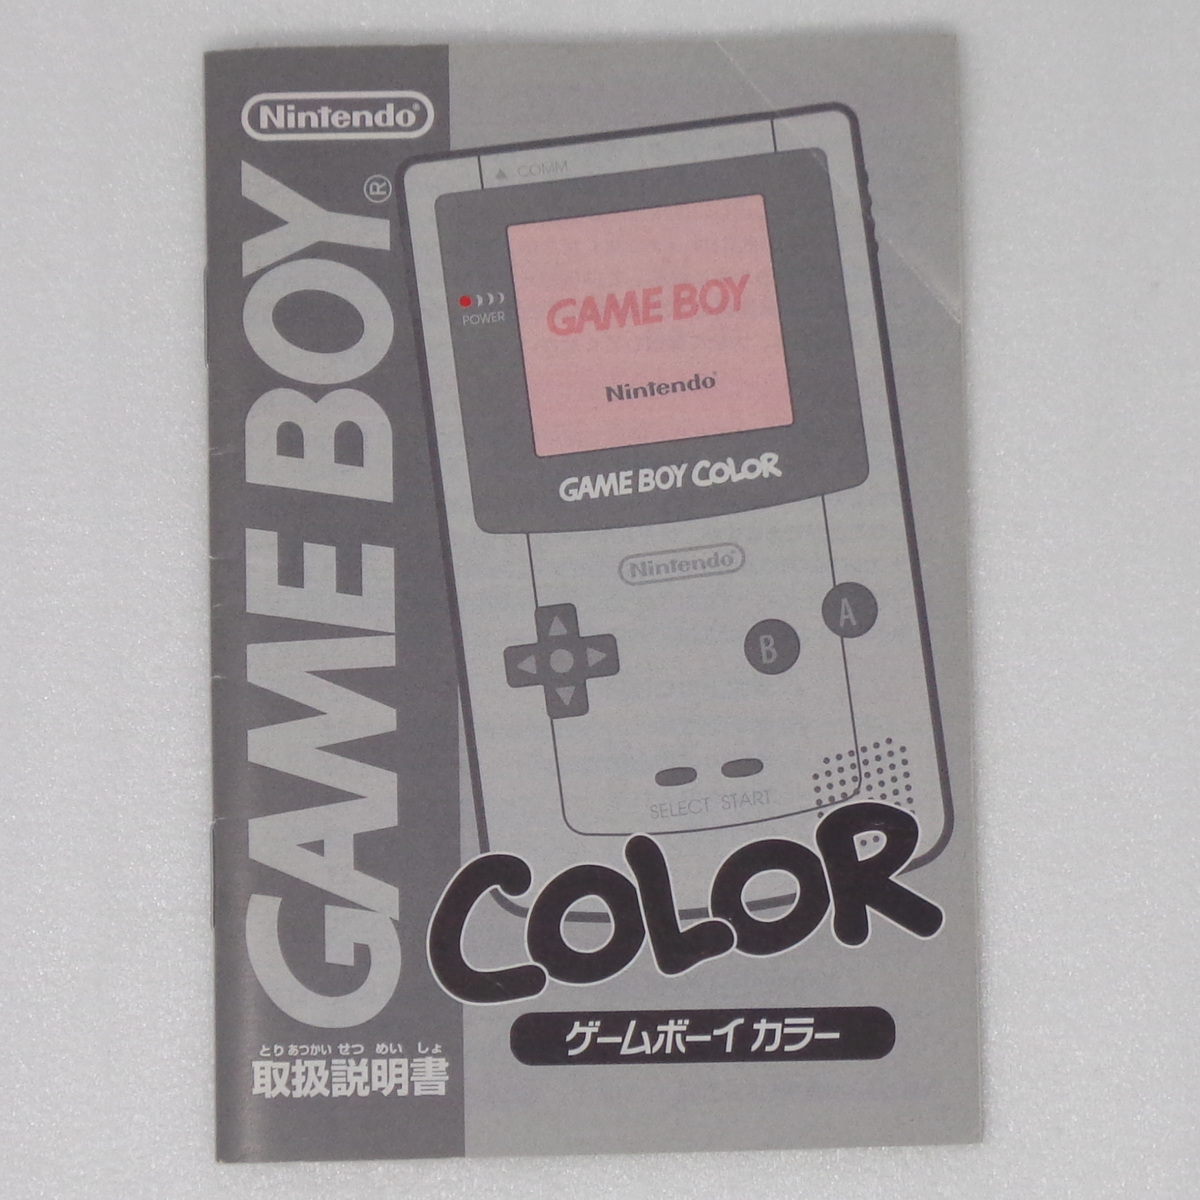 Nintendo®
GAME BOY®
▲ COMM
POWER
GAME BOY
Nintendo®
GAME BOY COLOR
Nintendo®
A
B
SELECT START
COLOR
ゲームボーイ カラー
とりあつかい せつ めい しょ
取扱説明書